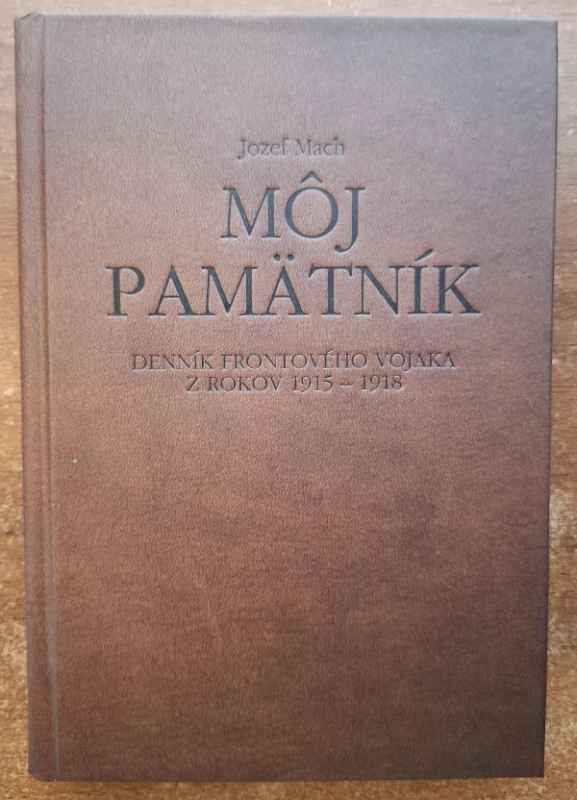 Jozef Mach
MÔJ
PAMÄTNÍK
DENNÍK FRONTOVÉHO VOJAKA
Z ROKOV 1915 – 1918